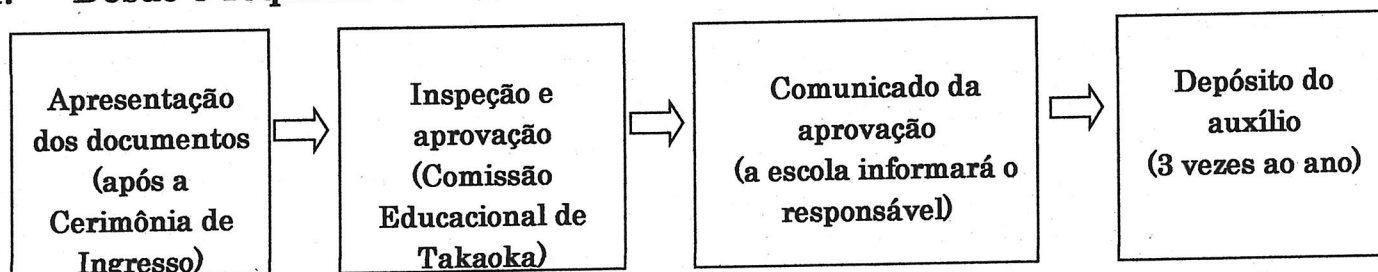 Apresentação
dos documentos
(após a
Cerimônia de
Ingresso)
Inspeção e
aprovação
(Comissão
Educacional de
Takaoka)
Comunicado da
aprovação
(a escola informará o
responsável)
Depósito do
auxílio
(3 vezes ao ano)